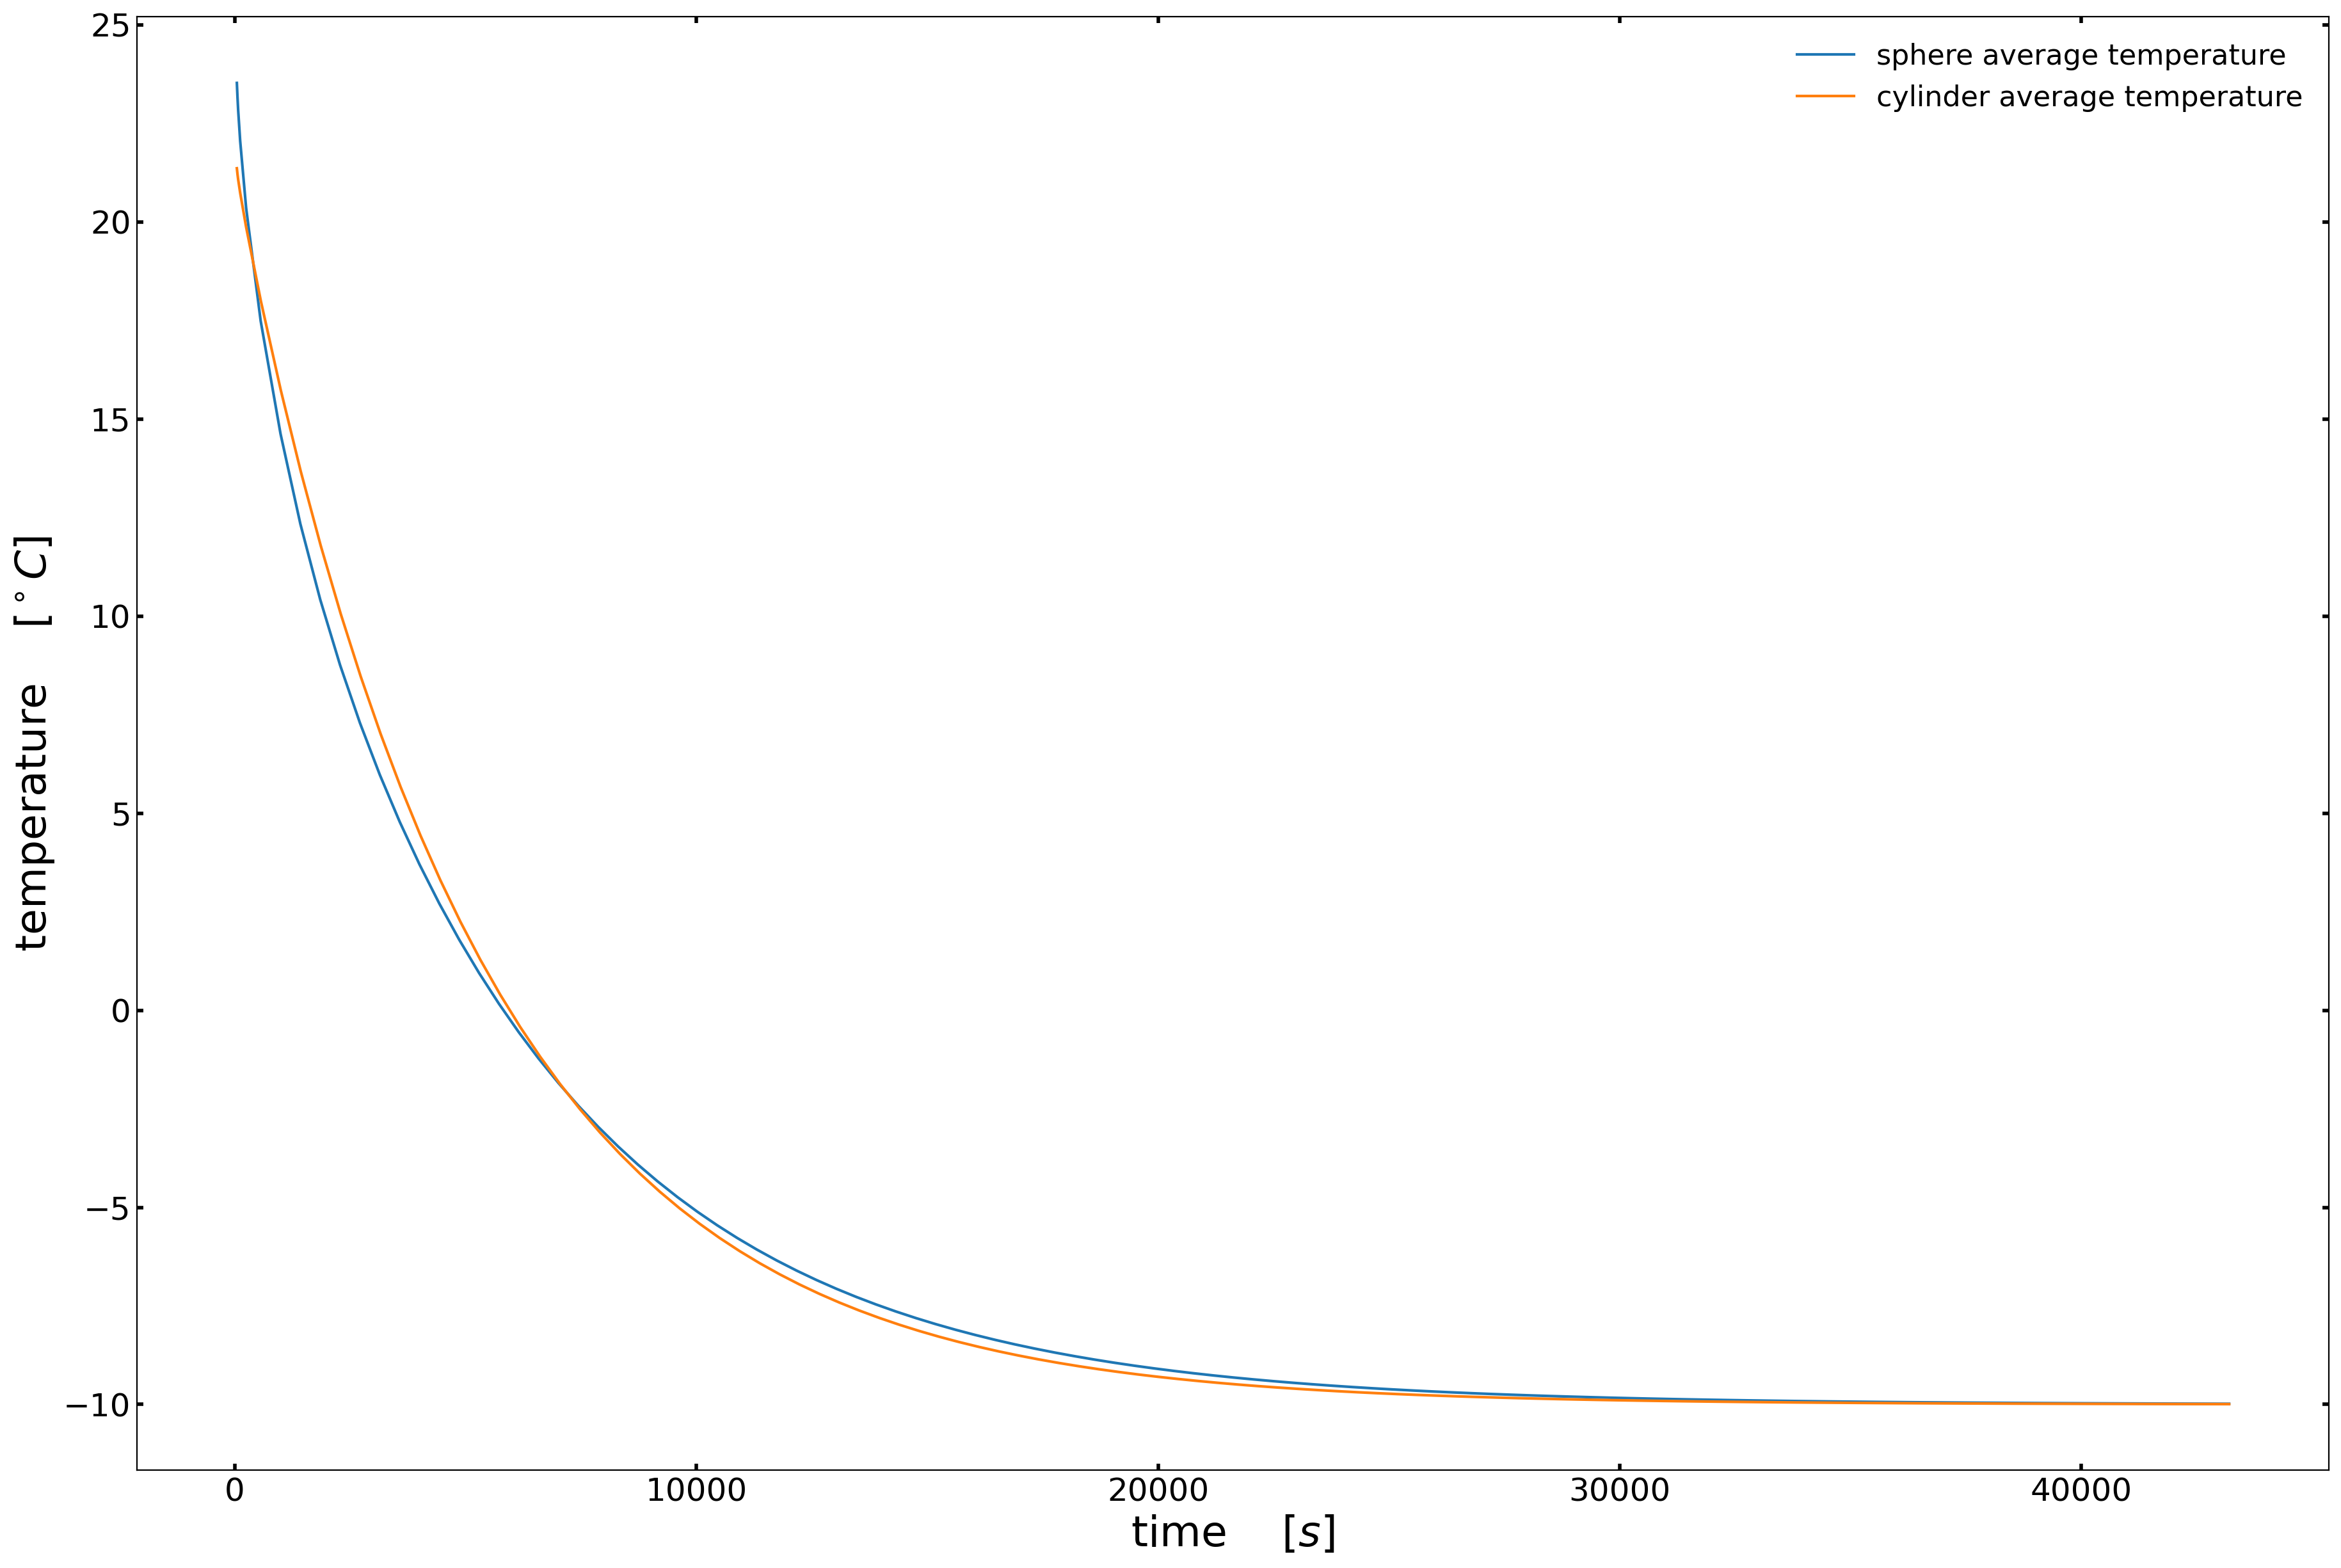 sphere average temperature
cylinder average temperature
25
20
15
10
5
0
−5
−10
temperature [°C]
0 10000 20000 30000 40000
time [s]